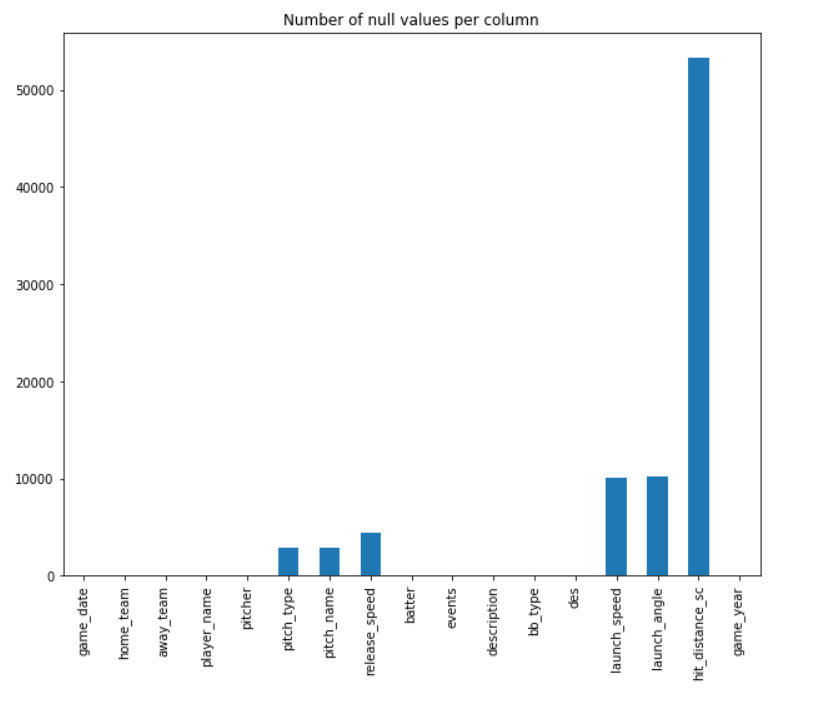 Number of null values per column
50000
40000
30000
20000
10000
0
game_date
home_team
away_team
player_name
pitcher
pitch_type
pitch_name
release_speed
batter
events
description
bb_type
des
launch_speed
launch_angle
hit_distance_sc
game_year